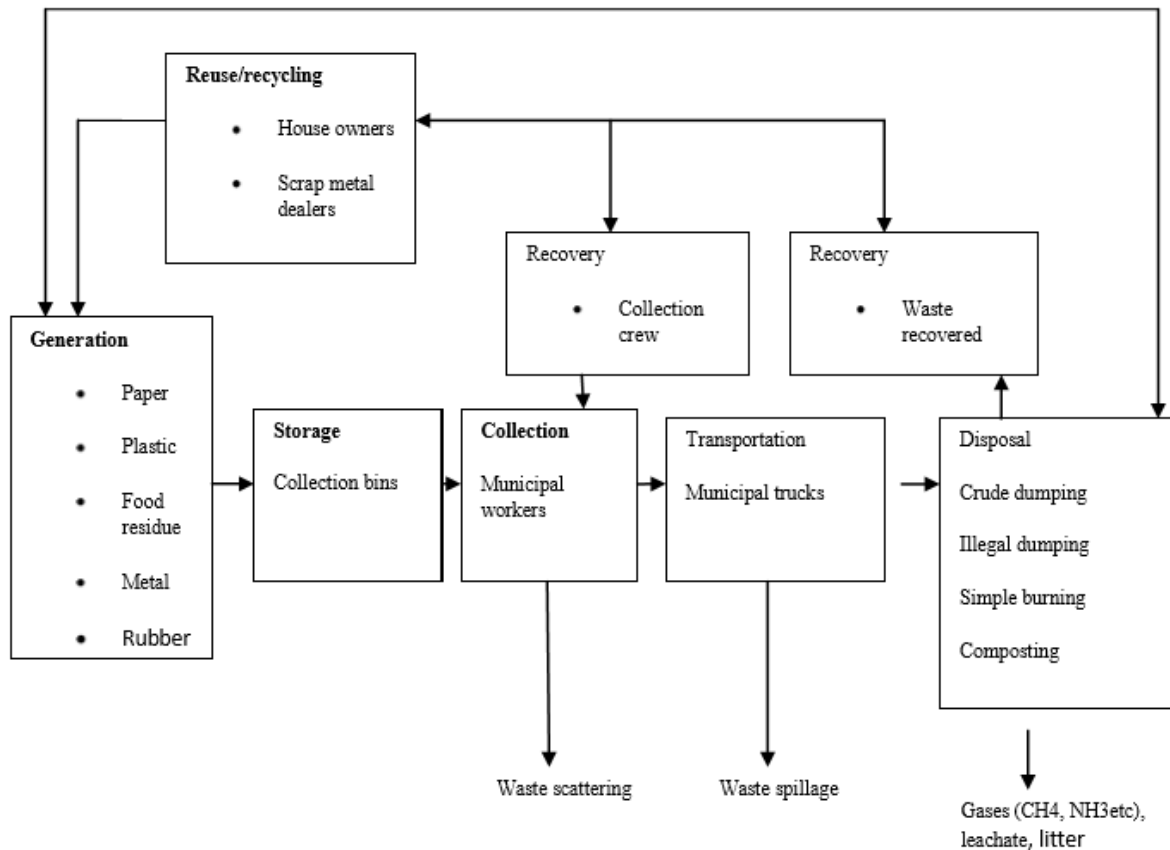 Reuse/recycling
House owners
Scrap metal
dealers
Recovery
Collection
crew
Recovery
Waste
recovered
Generation
Paper
Plastic
Food
residue
Metal
Rubber
Storage
Collection bins
Collection
Municipal
workers
Transportation
Municipal trucks
Disposal
Crude dumping
Illegal dumping
Simple burning
Composting
Waste scattering
Waste spillage
Gases (CH4, NH3etc),
leachate, litter